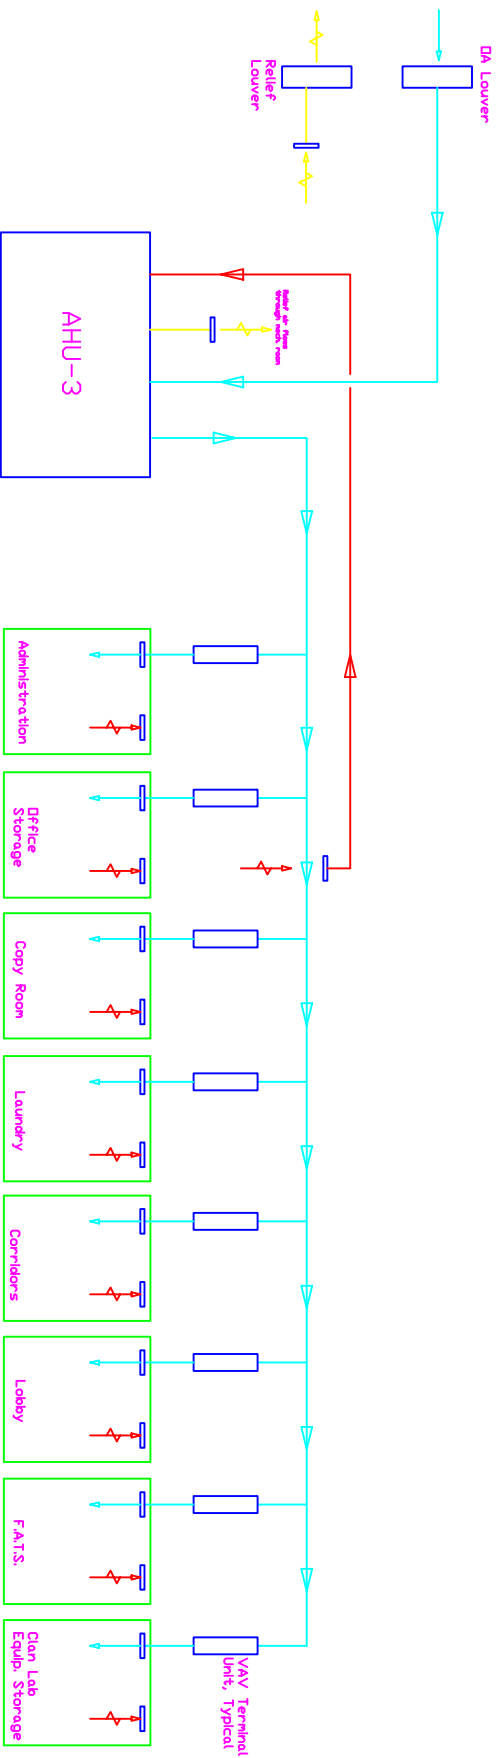 OA Louver
Relief
Louver
Relief air flows
through mech room
AHU-3
Administration
Office
Storage
Copy Room
Laundry
Corridors
Lobby
F.A.T.S.
VAV Terminal
Unit, Typical
Clan Lab
Equip. Storage